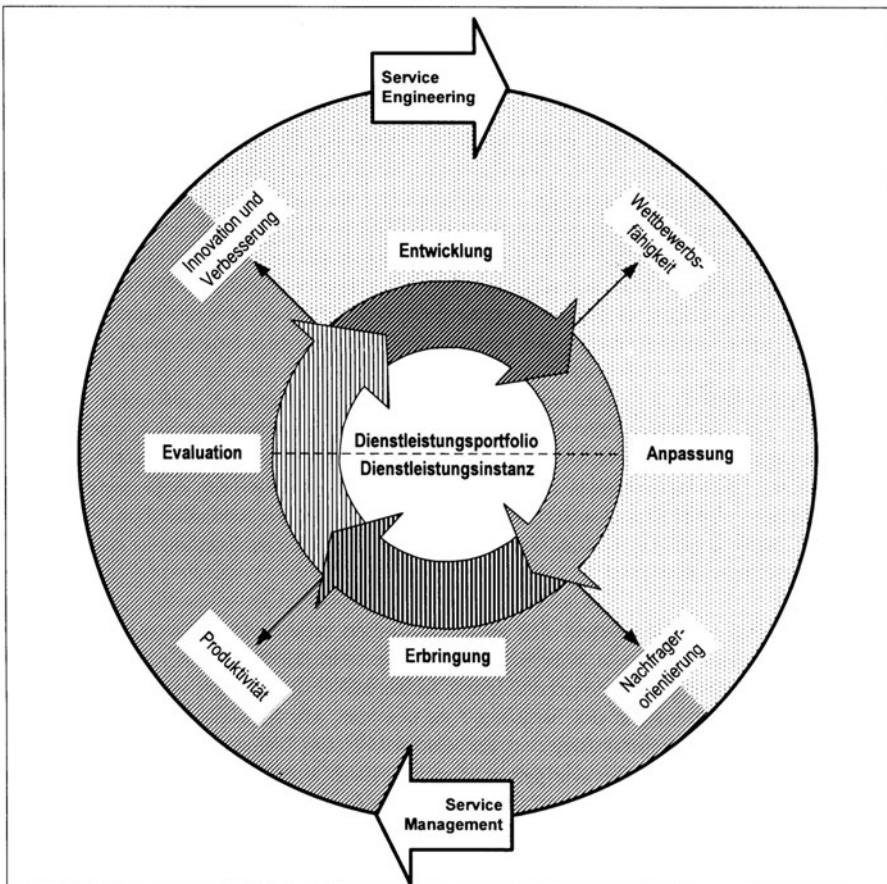 Service
Engineering
Innovation und
Verbesserung
Wettbewerbs-
fähigkeit
Entwicklung
Evaluation
Dienstleistungsportfolio
Dienstleistungsinstanz
Anpassung
Erbringung
Produktivität
Nachfrager-
orientierung
Service
Management